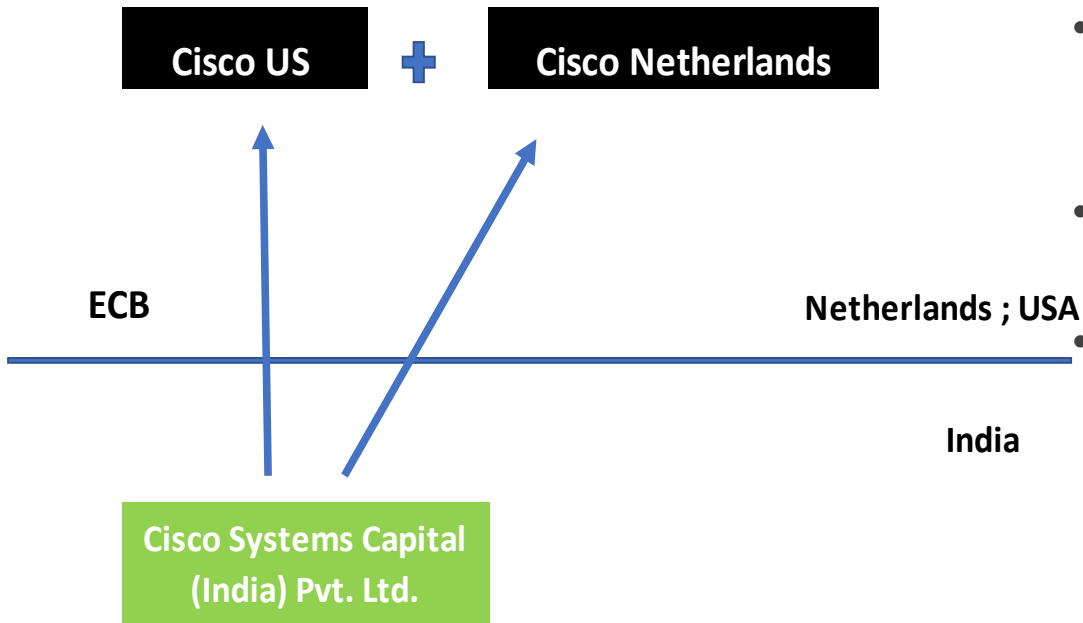 Cisco US
Cisco Netherlands
ECB
Netherlands ; USA
India
Cisco Systems Capital
(India) Pvt. Ltd.